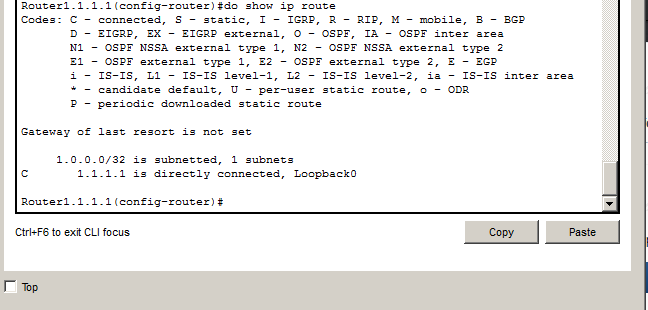 Router1.1.1.1(config-router)#do show ip route
Codes: C - connected, S - static, I - IGRP, R - RIP, M - mobile, B - BGP
D - EIGRP, EX - EIGRP external, O - OSPF, IA - OSPF inter area
N1 - OSPF NSSA external type 1, N2 - OSPF NSSA external type 2
E1 - OSPF external type 1, E2 - OSPF external type 2, E - EGP
i - IS-IS, L1 - IS-IS level-1, L2 - IS-IS level-2, ia - IS-IS inter area
* - candidate default, U - per-user static route, o - ODR
P - periodic downloaded static route
Gateway of last resort is not set
1.0.0.0/32 is subnetted, 1 subnets
C 1.1.1.1 is directly connected, Loopback0
Router1.1.1.1(config-router)#
Ctrl+F6 to exit CLI focus
Copy
Paste
Top